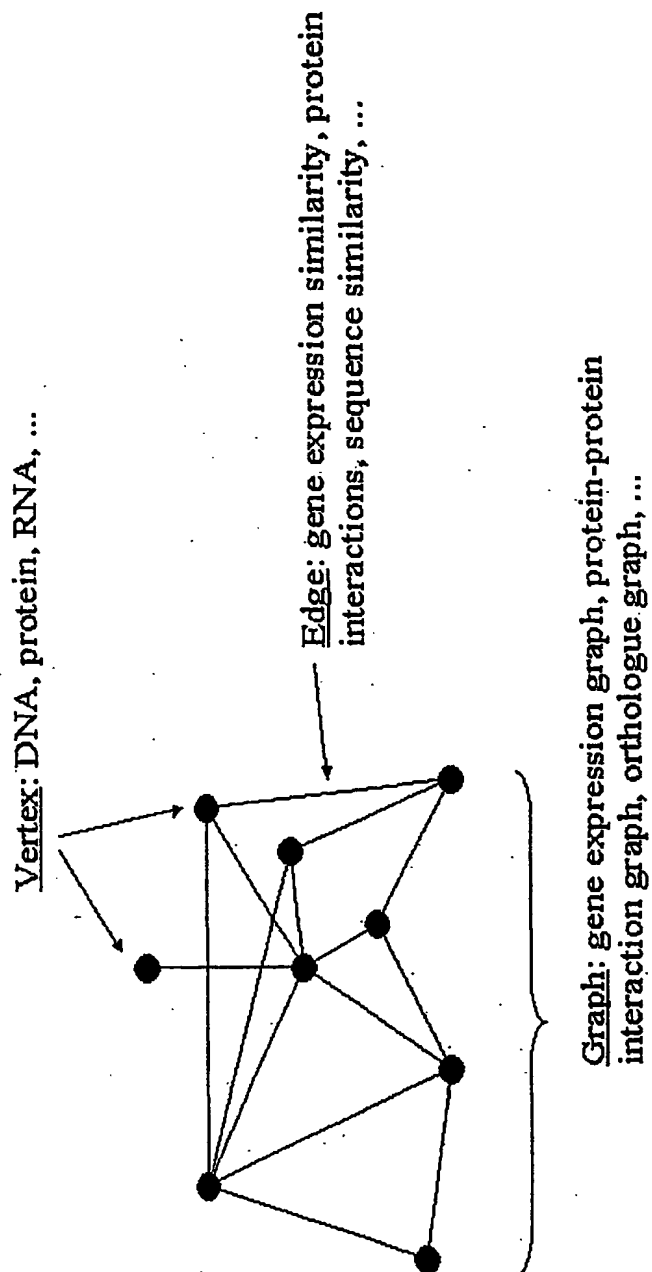 Vertex: DNA, protein, RNA, ...
Edge: gene expression similarity, protein
interactions, sequence similarity, ...
Graph: gene expression graph, protein-protein
interaction graph, orthologue graph, ...